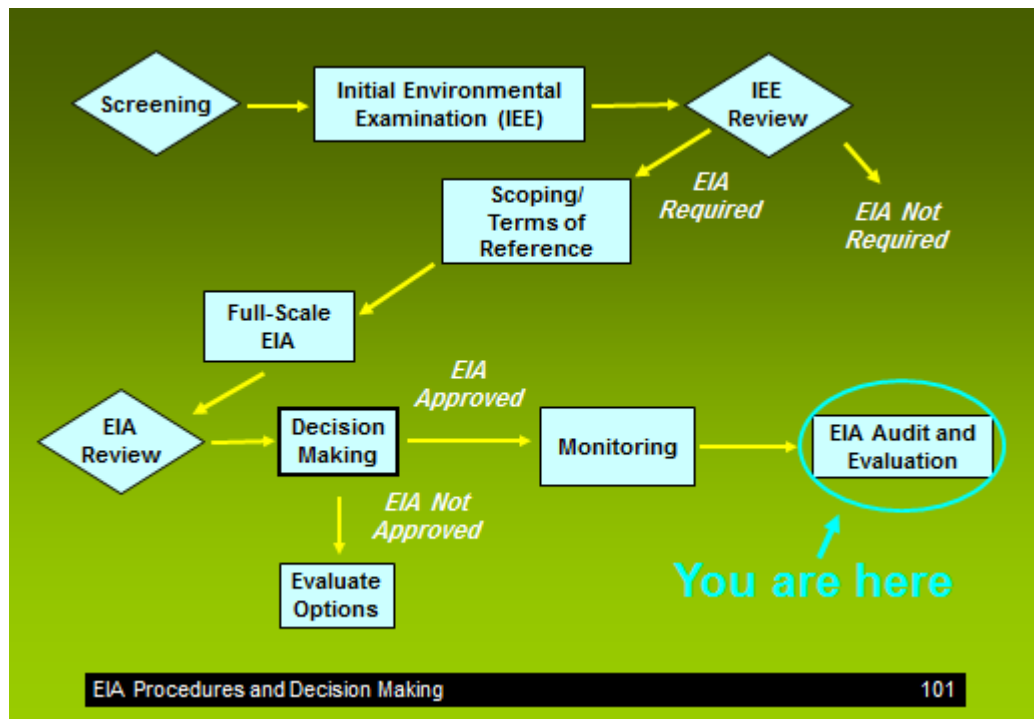 Screening
Initial Environmental
Examination (IEE)
IEE
Review
EIA
Required
EIA Not
Required
Scoping/
Terms of
Reference
Full-Scale
EIA
EIA
Review
Decision
Making
EIA
Approved
Monitoring
EIA Audit and
Evaluation
EIA Not
Approved
Evaluate
Options
You are here
EIA Procedures and Decision Making
101